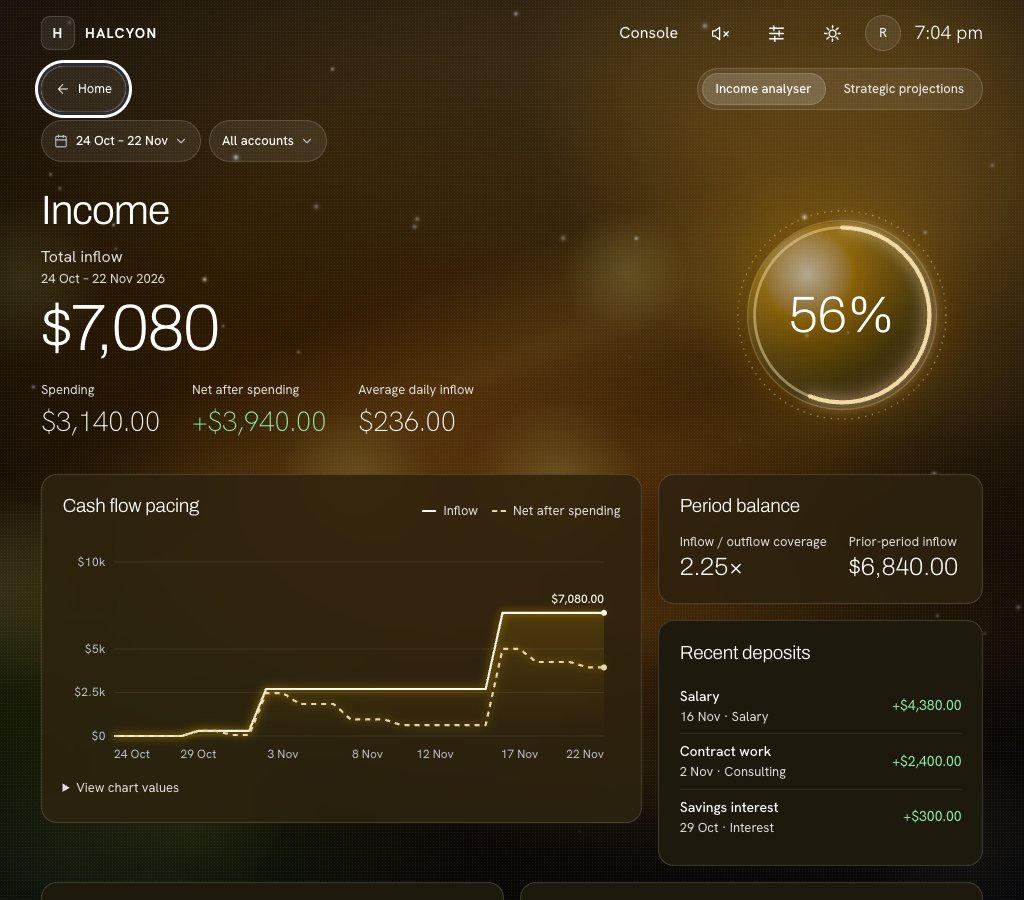 H HALCYON
Console
R
7:04 pm
← Home
Income analyser
Strategic projections
24 Oct – 22 Nov
All accounts
Income
Total inflow
24 Oct – 22 Nov 2026
$7,080
56%
Spending
$3,140.00
Net after spending
+$3,940.00
Average daily inflow
$236.00
Cash flow pacing
Inflow
Net after spending
$10k
$5k
$2.5k
$0
$7,080.00
24 Oct
29 Oct
3 Nov
8 Nov
12 Nov
17 Nov
22 Nov
View chart values
Period balance
Inflow / outflow coverage
2.25×
Prior-period inflow
$6,840.00
Recent deposits
Salary
16 Nov · Salary
+$4,380.00
Contract work
2 Nov · Consulting
+$2,400.00
Savings interest
29 Oct · Interest
+$300.00